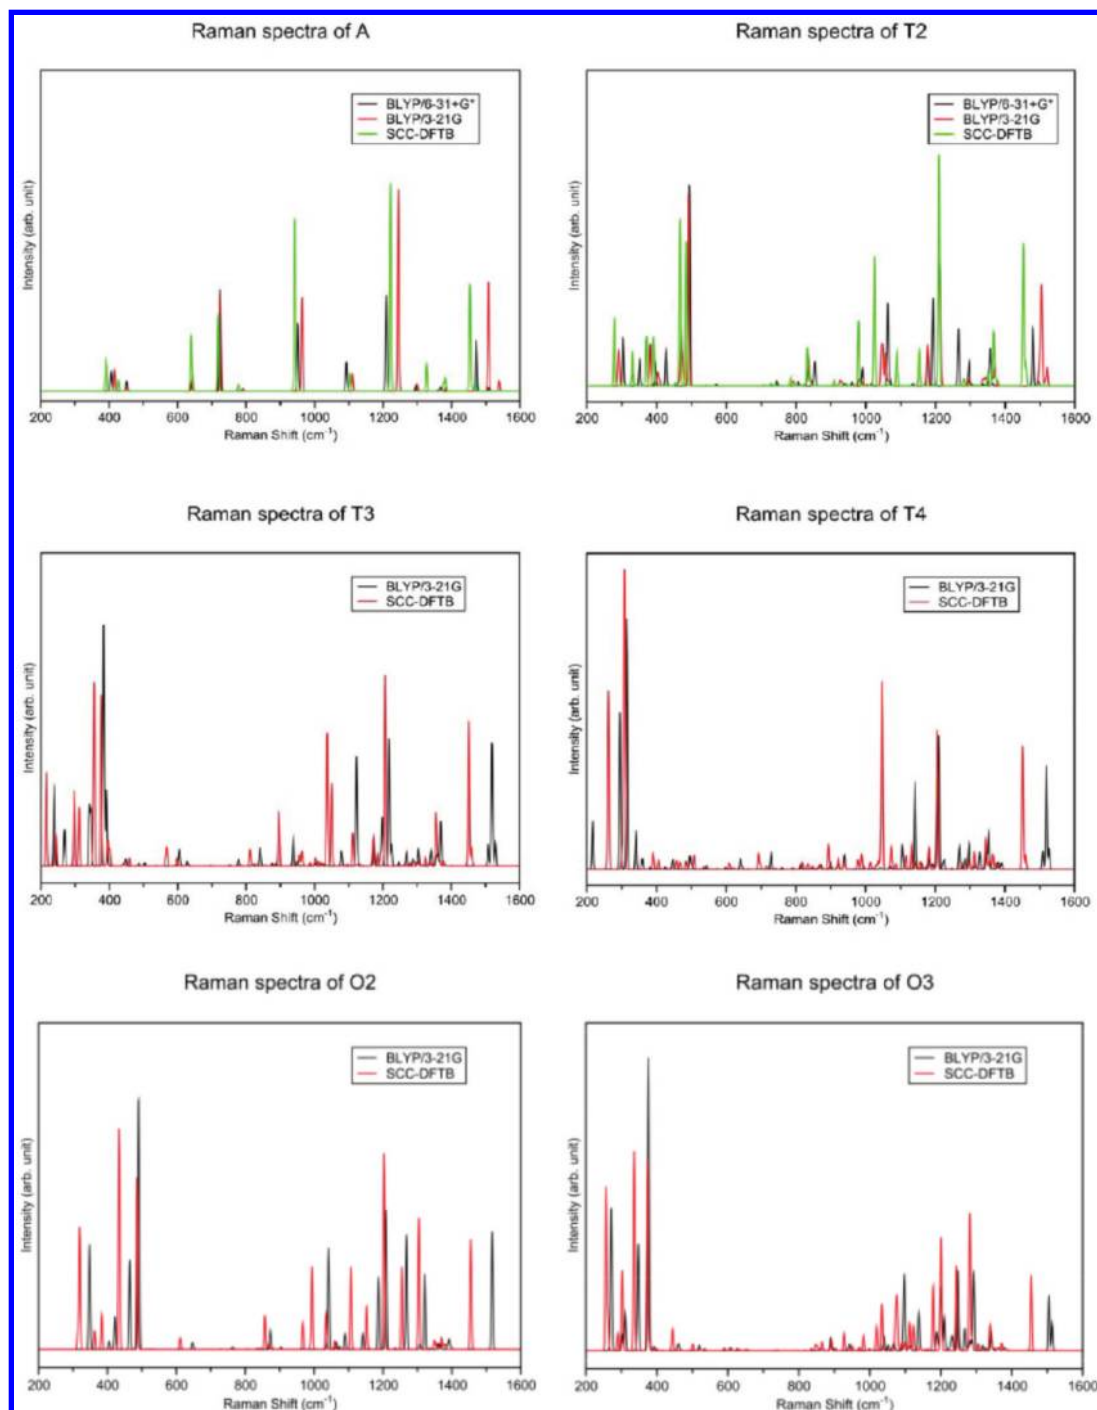 Raman spectra of A
BLYP/6-31+G*
BLYP/3-21G
SCC-DFTB
Intensity (arb. unit)
200 400 600 800 1000 1200 1400 1600
Raman Shift (cm⁻¹)
Raman spectra of T2
BLYP/6-31+G*
BLYP/3-21G
SCC-DFTB
Intensity (arb. unit)
200 400 600 800 1000 1200 1400 1600
Raman Shift (cm⁻¹)
Raman spectra of T3
BLYP/3-21G
SCC-DFTB
Intensity (arb. unit)
200 400 600 800 1000 1200 1400 1600
Raman Shift (cm⁻¹)
Raman spectra of T4
BLYP/3-21G
SCC-DFTB
Intensity (arb. unit)
200 400 600 800 1000 1200 1400 1600
Raman Shift (cm⁻¹)
Raman spectra of O2
BLYP/3-21G
SCC-DFTB
Intensity (arb. unit)
200 400 600 800 1000 1200 1400 1600
Raman Shift (cm⁻¹)
Raman spectra of O3
BLYP/3-21G
SCC-DFTB
Intensity (arb. unit)
200 400 600 800 1000 1200 1400 1600
Raman Shift (cm⁻¹)